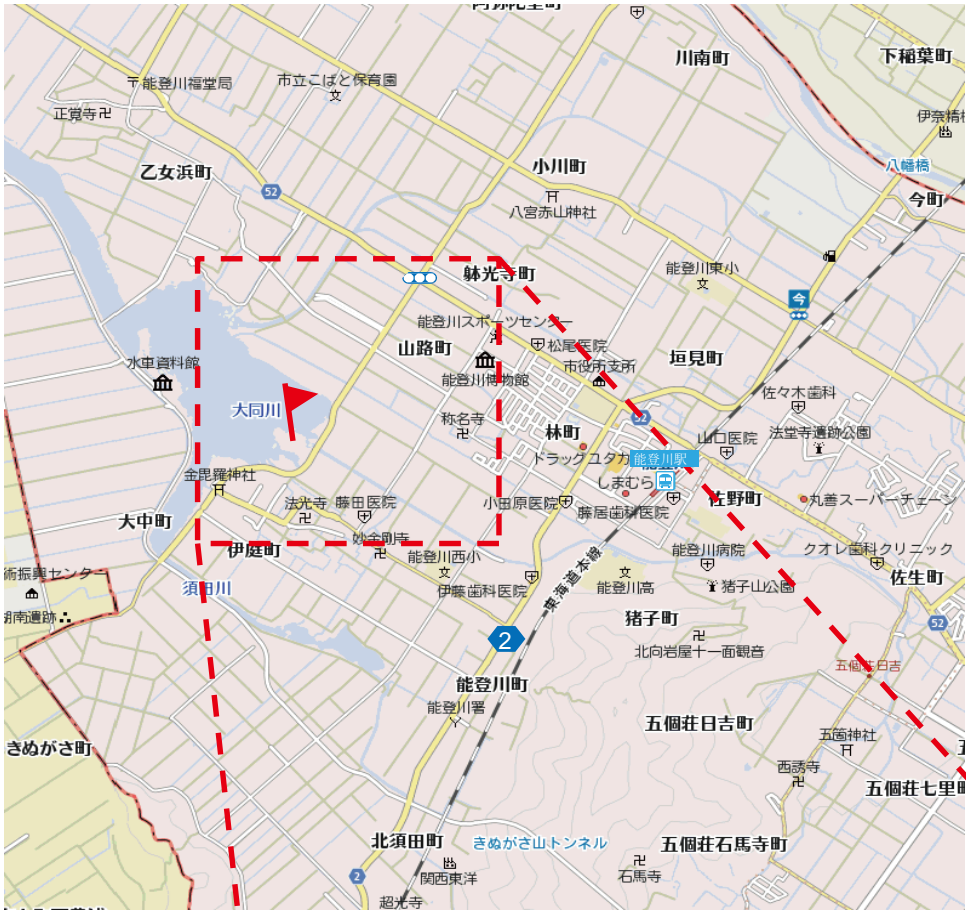 川南町
下稲葉町
〒能登川福堂局
市立こばと保育園
正覚寺
伊奈精
八幡橋
乙女浜町
小川町
52
今町
八宮赤山神社
躰光寺町
能登川東小
今
能登川スポーツセンター
山路町
松尾医院
垣見町
水車資料館
市役所支所
能登川博物館
佐々木歯科
大同川
称名寺
52
林町
山口医院
法堂寺遺跡公園
ドラッグユタカ
能登川駅
金毘羅神社
しまむら
法光寺
藤田医院
小田原医院
佐野町
丸善スーパーチェーン
藤居歯科医院
大中町
妙金剛寺
伊庭町
能登川西小
能登川病院
クオレ歯科クリニック
術振興センター
東海道本線
佐生町
須田川
伊藤歯科医院
能登川高
猪子山公園
湖南遺跡
猪子町
52
2
北向岩屋十一面観音
五個荘日吉
能登川町
能登川署
五個荘日吉町
五箇神社
きぬがさ町
西誘寺
五個荘七里
北須田町
きぬがさ山トンネル
五個荘石馬寺町
関西東洋
石馬寺
2
超光寺